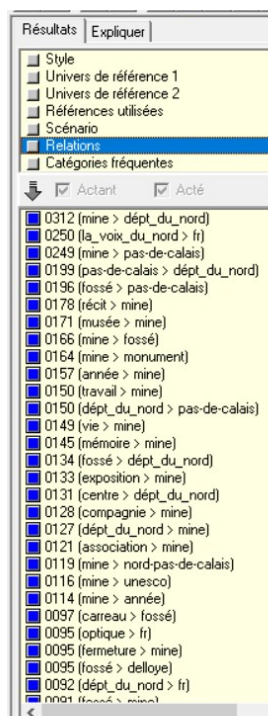 Résultats Expliquer
Style
Univers de référence 1
Univers de référence 2
Références utilisées
Scénario
Relations
Catégories fréquentes
Actant Acté
0312 (mine > dépt_du_nord)
0250 (la_voix_du_nord > fr)
0249 (mine > pas-de-calais)
0199 (pas-de-calais > dépt_du_nord)
0196 (fossé > pas-de-calais)
0178 (récit > mine)
0171 (musée > mine)
0166 (mine > fossé)
0164 (mine > monument)
0157 (année > mine)
0150 (travail > mine)
0150 (dépt_du_nord > pas-de-calais)
0149 (vie > mine)
0145 (mémoire > mine)
0134 (fossé > dépt_du_nord)
0133 (exposition > mine)
0131 (centre > dépt_du_nord)
0128 (compagnie > mine)
0127 (dépt_du_nord > mine)
0121 (association > mine)
0119 (mine > nord-pas-de-calais)
0116 (mine > unesco)
0114 (mine > année)
0097 (carreau > fossé)
0095 (optique > fr)
0095 (fermeture > mine)
0095 (fossé > delloye)
0092 (dépt_du_nord > fr)
0091 (fossé > mine)